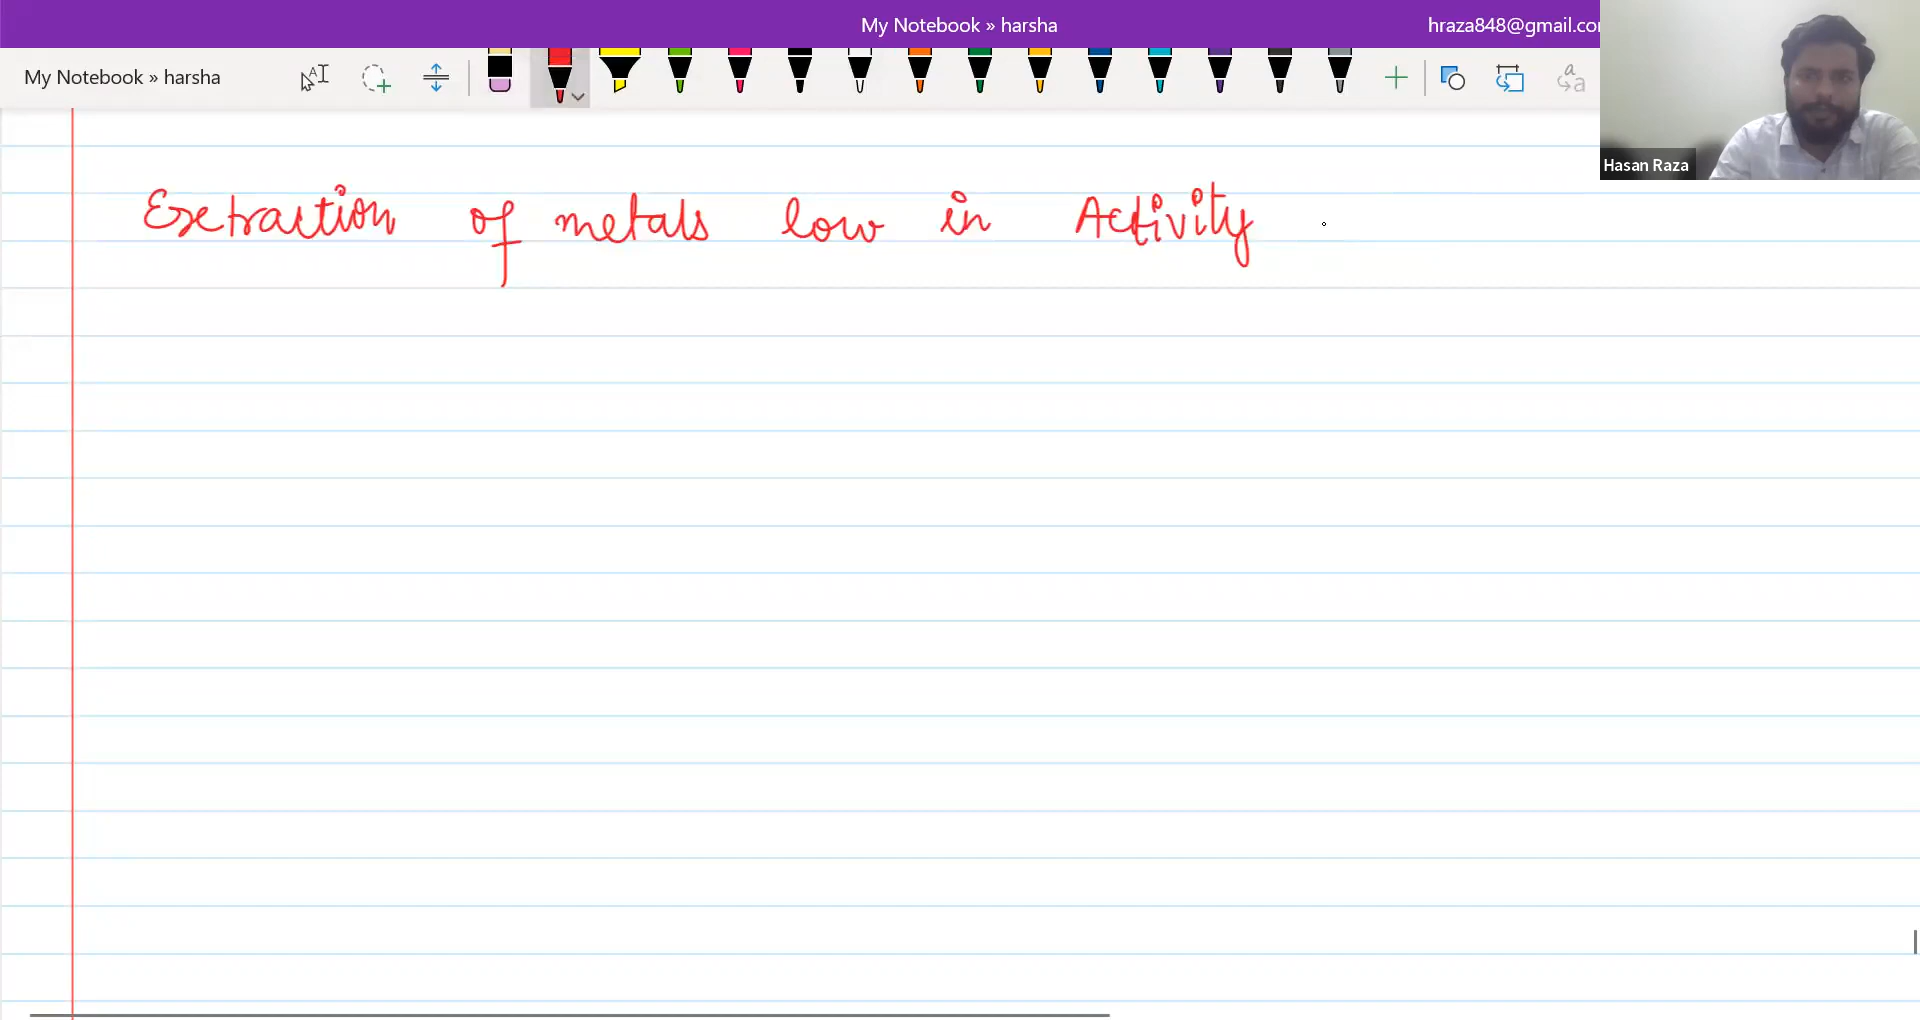 My Notebook » harsha
hraza848@gmail.co
My Notebook » harsha
Hasan Raza
Extraction of metals low in Activity